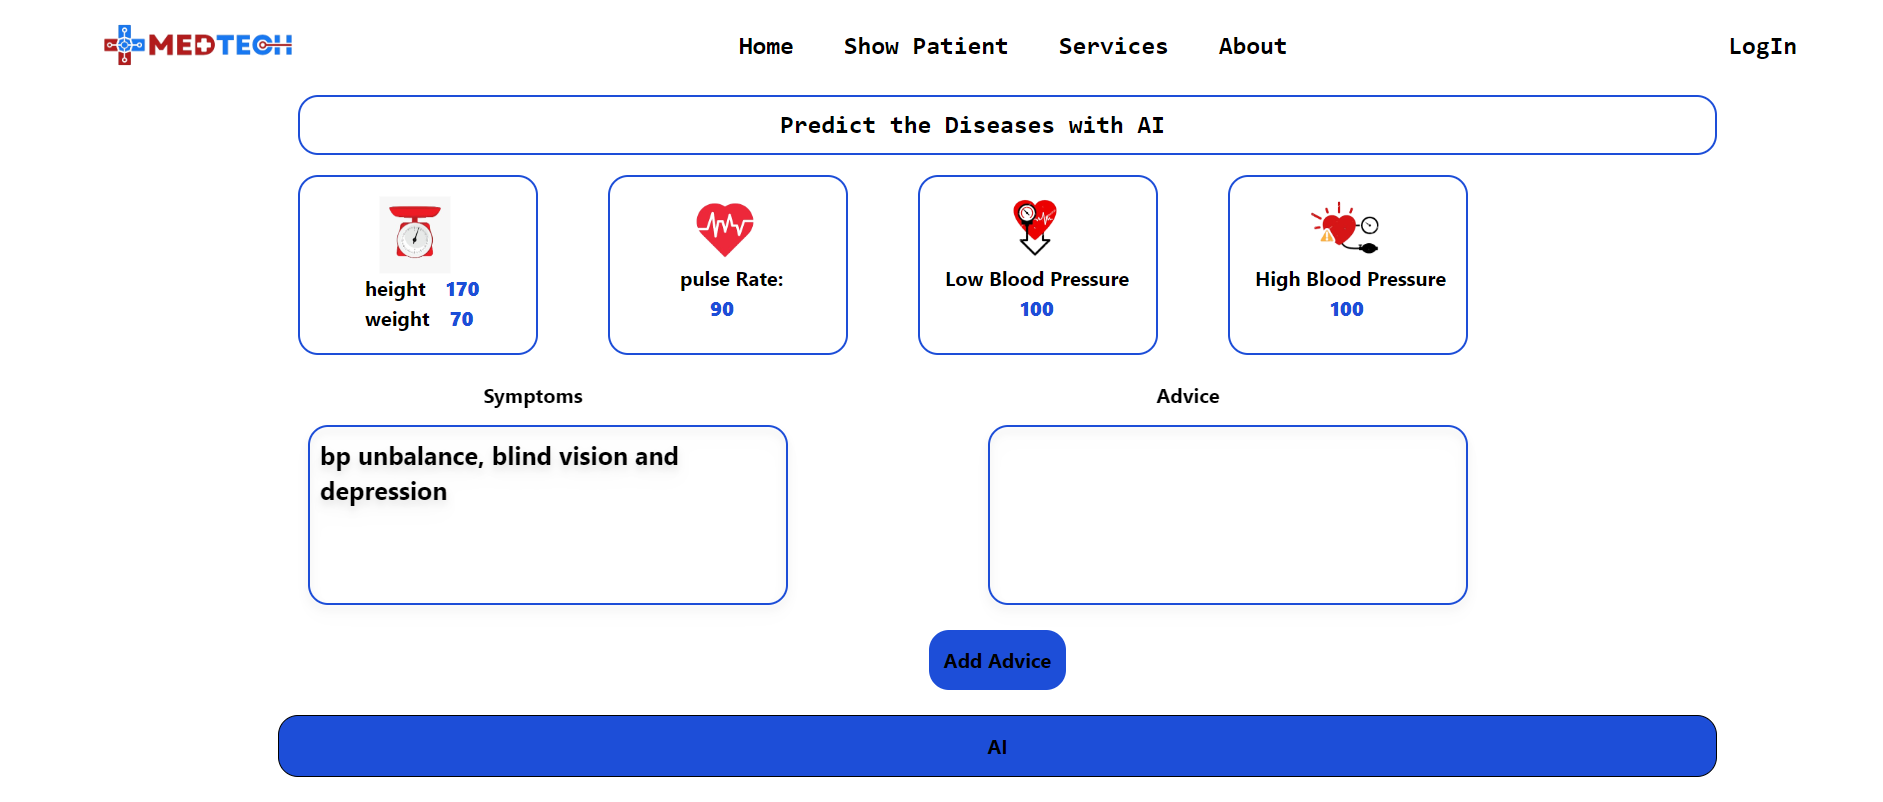 MEDTECH
Home Show Patient Services About LogIn
Predict the Diseases with AI
height 170
weight 70
pulse Rate:
90
Low Blood Pressure
100
High Blood Pressure
100
Symptoms
bp unbalance, blind vision and
depression
Advice
Add Advice
AI